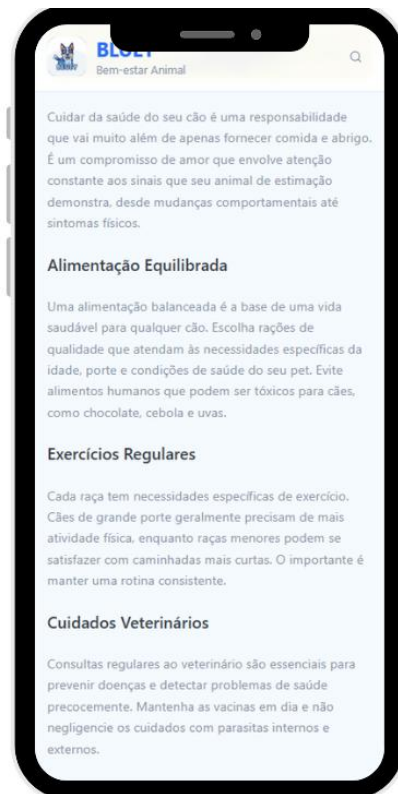 BLUEY
Bem-estar Animal
Cuidar da saúde do seu cão é uma responsabilidade
que vai muito além de apenas fornecer comida e abrigo.
É um compromisso de amor que envolve atenção
constante aos sinais que seu animal de estimação
demonstra, desde mudanças comportamentais até
sintomas físicos.
Alimentação Equilibrada
Uma alimentação balanceada é a base de uma vida
saudável para qualquer cão. Escolha rações de
qualidade que atendam às necessidades específicas da
idade, porte e condições de saúde do seu pet. Evite
alimentos humanos que podem ser tóxicos para cães,
como chocolate, cebola e uvas.
Exercícios Regulares
Cada raça tem necessidades específicas de exercício.
Cães de grande porte geralmente precisam de mais
atividade física, enquanto raças menores podem se
satisfazer com caminhadas mais curtas. O importante é
manter uma rotina consistente.
Cuidados Veterinários
Consultas regulares ao veterinário são essenciais para
prevenir doenças e detectar problemas de saúde
precocemente. Mantenha as vacinas em dia e não
negligencie os cuidados com parasitas internos e
externos.